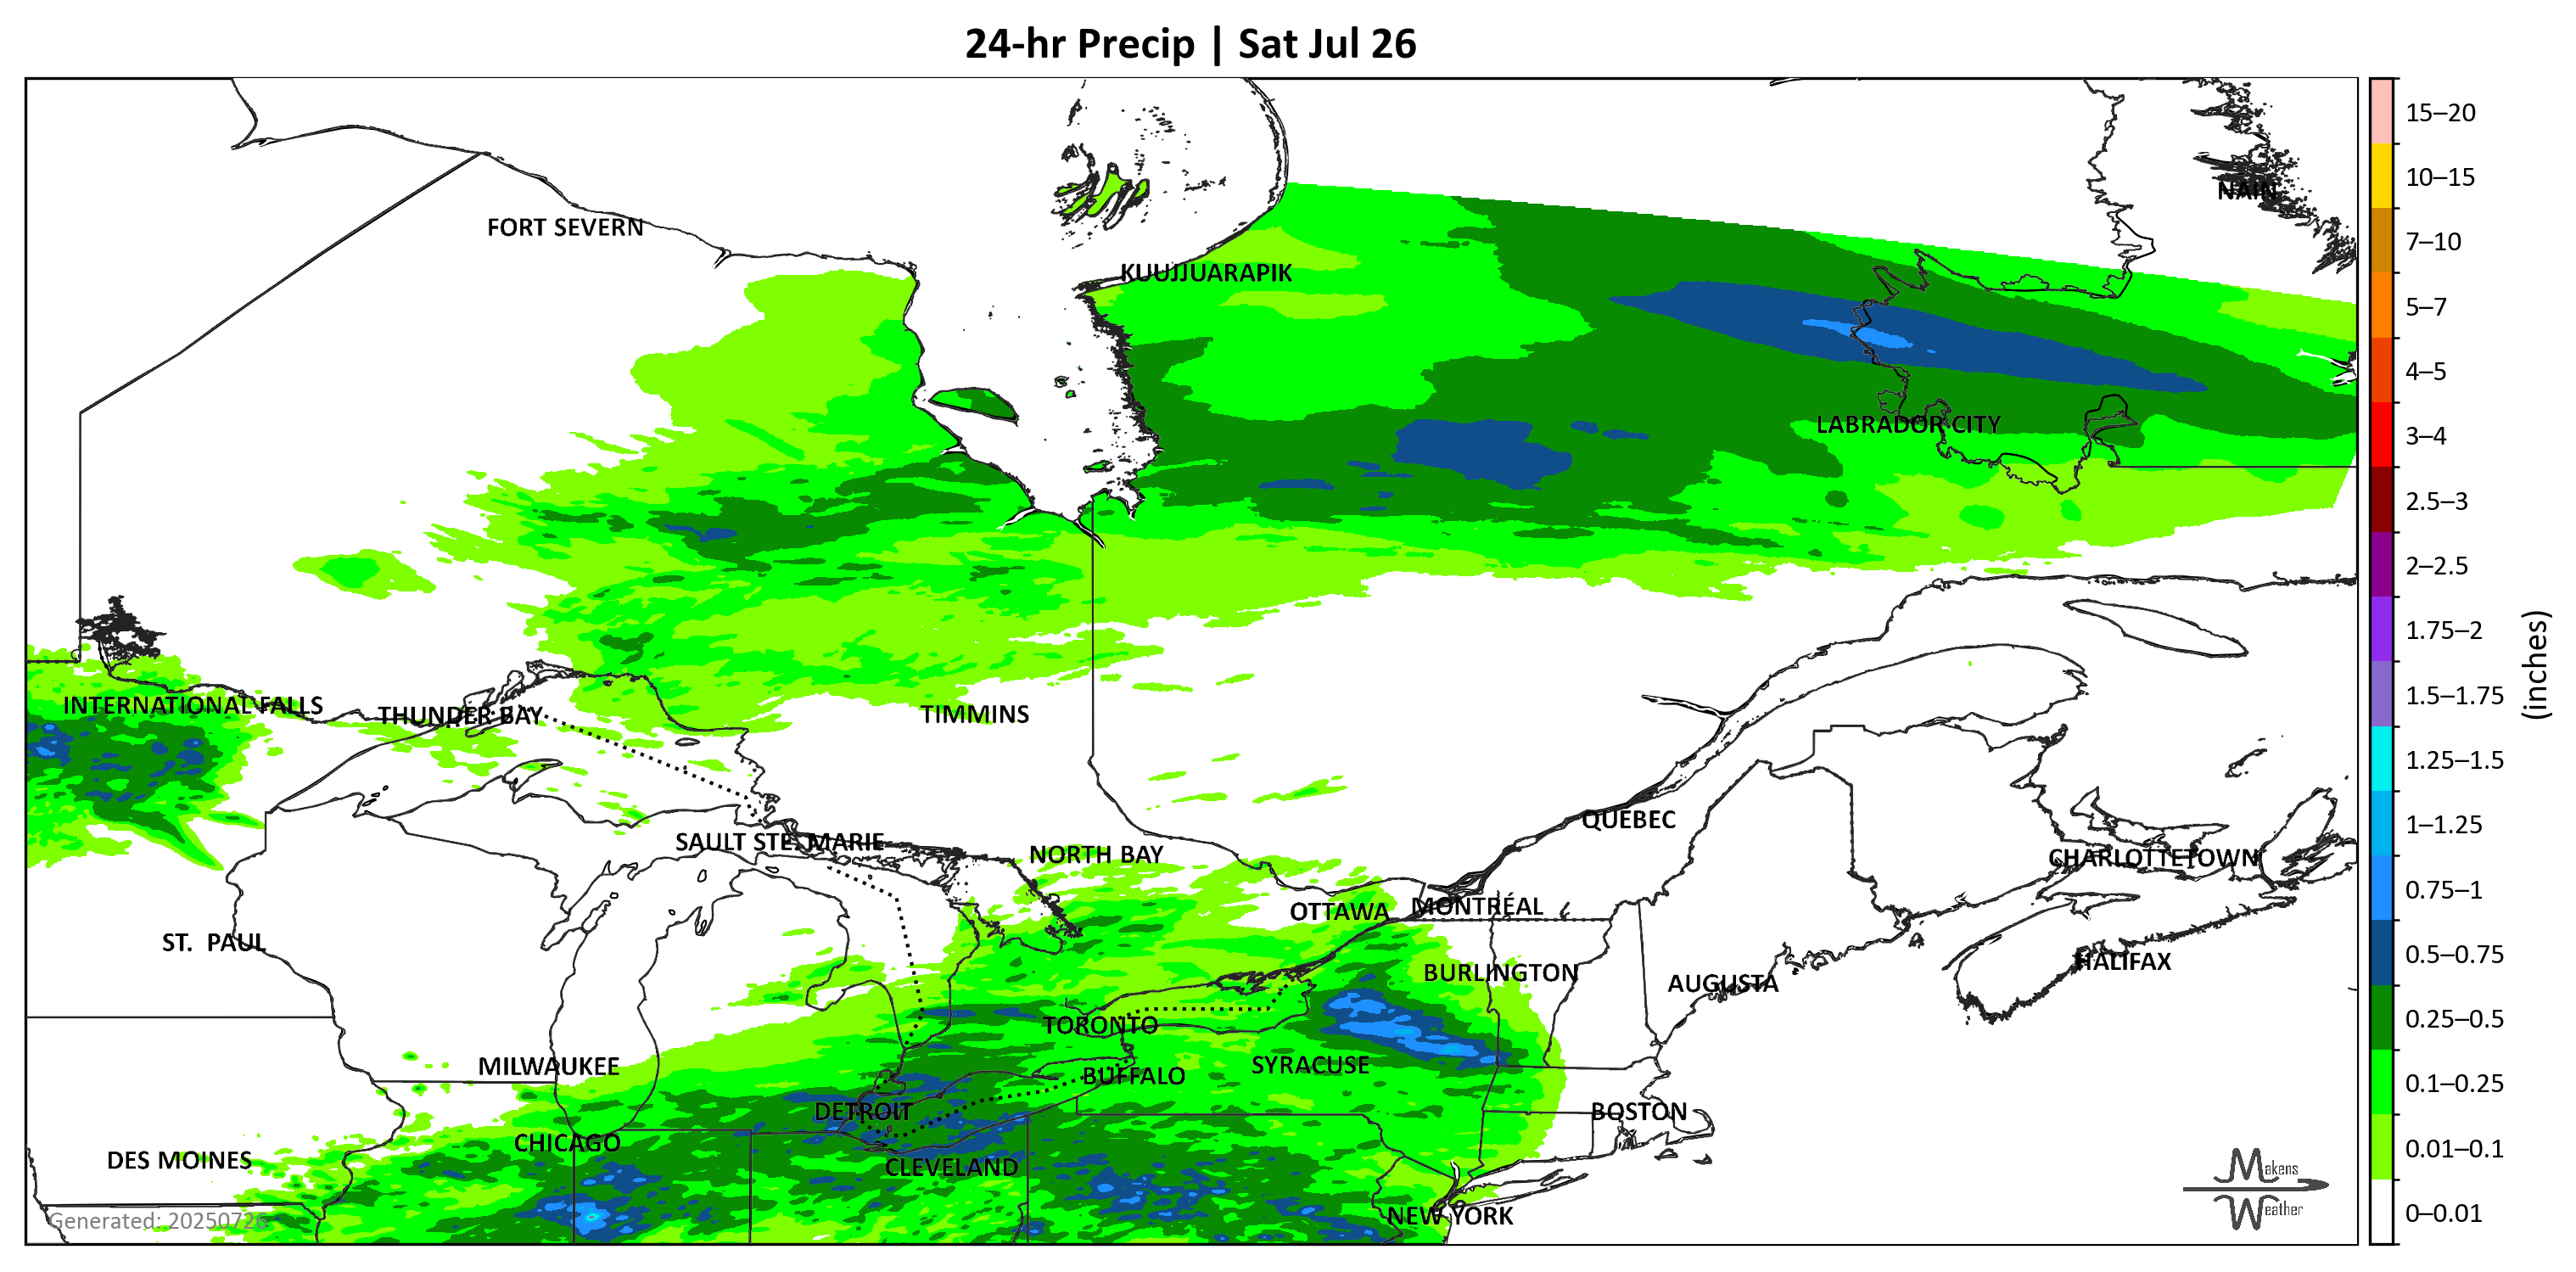 24-hr Precip | Sat Jul 26
NAIN
FORT SEVERN
KUUJJUARAPIK
LABRADOR CITY
INTERNATIONAL FALLS
THUNDER BAY
TIMMINS
QUEBEC
SAULT STE. MARIE
NORTH BAY
CHARLOTTETOWN
OTTAWA
MONTRÉAL
ST. PAUL
HALIFAX
BURLINGTON
AUGUSTA
TORONTO
MILWAUKEE
SYRACUSE
BUFFALO
DETROIT
BOSTON
CHICAGO
DES MOINES
CLEVELAND
NEW YORK
Generated: 20250726
Makens
Weather
15–20
10–15
7–10
5–7
4–5
3–4
2.5–3
2–2.5
1.75–2
1.5–1.75
1.25–1.5
1–1.25
0.75–1
0.5–0.75
0.25–0.5
0.1–0.25
0.01–0.1
0–0.01
(inches)